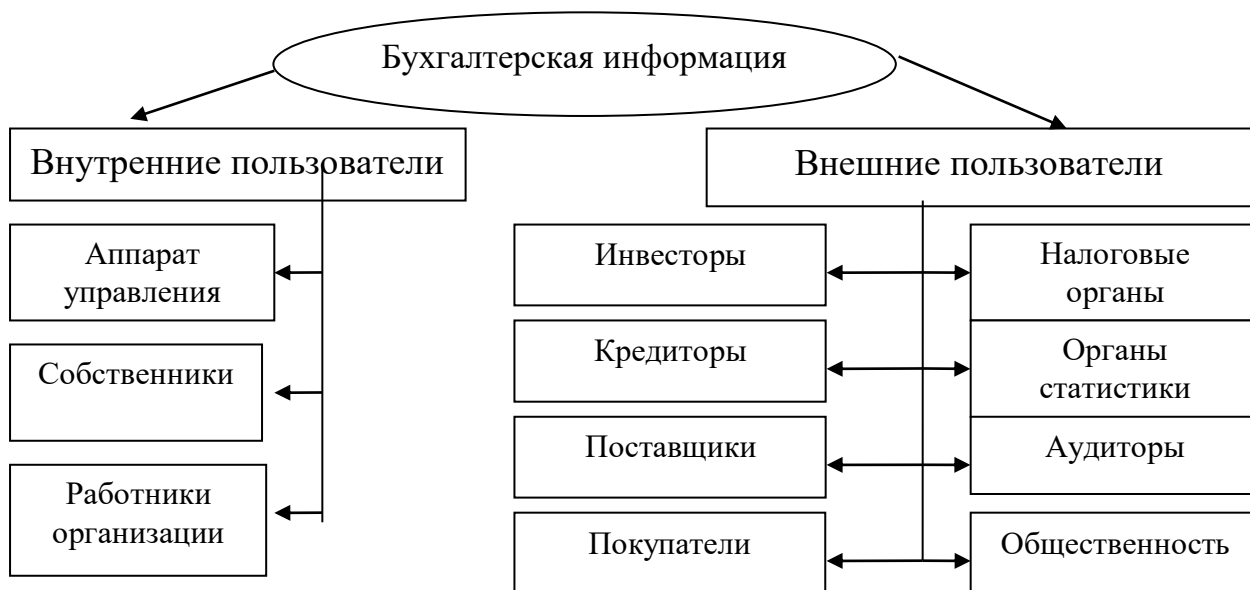 Бухгалтерская информация
Внутренние пользователи
Внешние пользователи
Аппарат
управления
Собственники
Работники
организации
Инвесторы
Кредиторы
Поставщики
Покупатели
Налоговые
органы
Органы
статистики
Аудиторы
Общественность